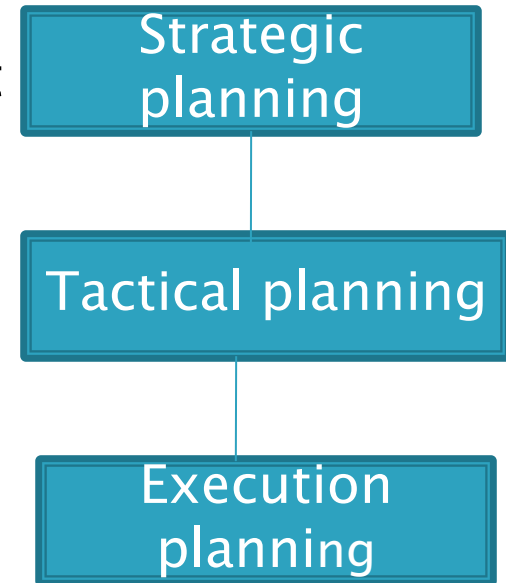 Strategic
planning
Tactical planning
Execution
planning